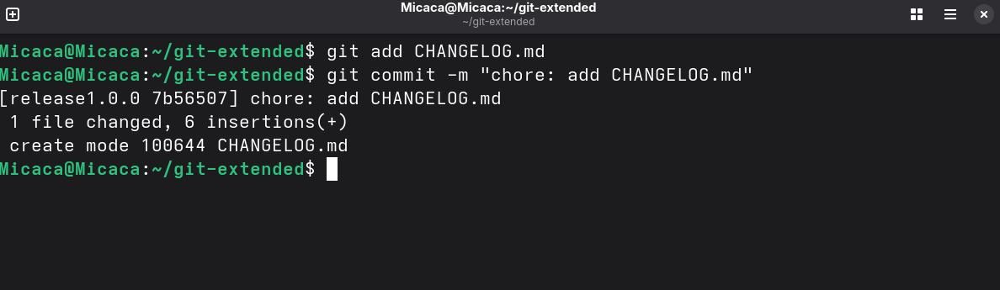 Micaca@Micaca:~/git-extended
~/git-extended
Micaca@Micaca:~/git-extended$ git add CHANGELOG.md
Micaca@Micaca:~/git-extended$ git commit -m "chore: add CHANGELOG.md"
[release1.0.0 7b56507] chore: add CHANGELOG.md
 1 file changed, 6 insertions(+)
 create mode 100644 CHANGELOG.md
Micaca@Micaca:~/git-extended$